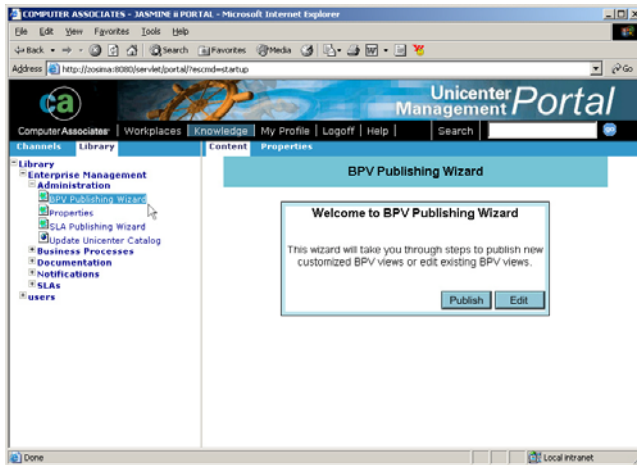 COMPUTER ASSOCIATES - JASMINE ii PORTAL - Microsoft Internet Explorer
File Edit View Favorites Tools Help
Back Search Favorites Media
Address http://zosima:8080/servlet/portal/?escmd=startup Go
ca
Unicenter
Management Portal
Computer Associates Workplaces Knowledge My Profile Logoff Help Search
Channels Library Content Properties
Library
Enterprise Management
Administration
BPV Publishing Wizard
Properties
SLA Publishing Wizard
Update Unicenter Catalog
Business Processes
Documentation
Notifications
SLAs
users
BPV Publishing Wizard
Welcome to BPV Publishing Wizard
This wizard will take you through steps to publish new
customized BPV views or edit existing BPV views.
Publish Edit
Done Local intranet